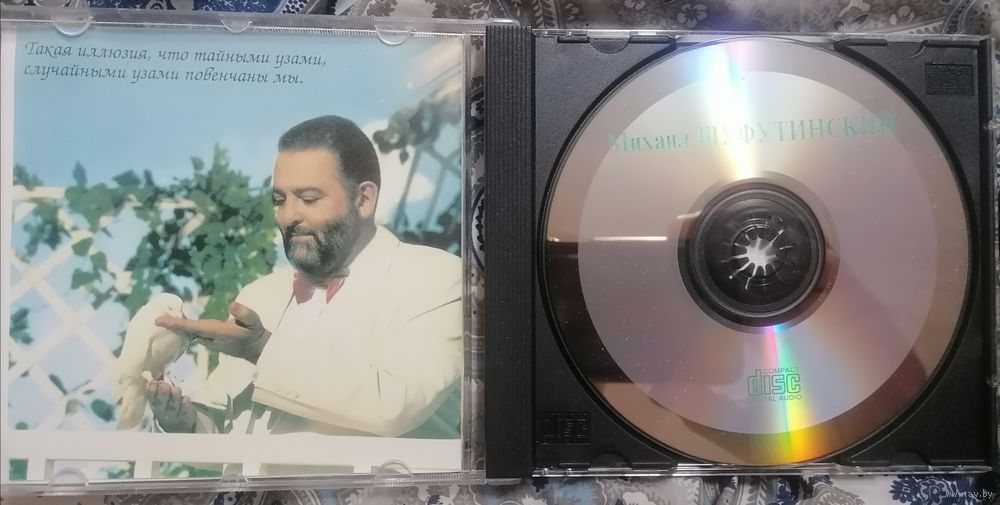 Такая иллюзия, что тайными узами,
случайными узами повенчаны мы.
Михаил ШУФУТИНСКИЙ
COMPACT
disc
DIGITAL AUDIO